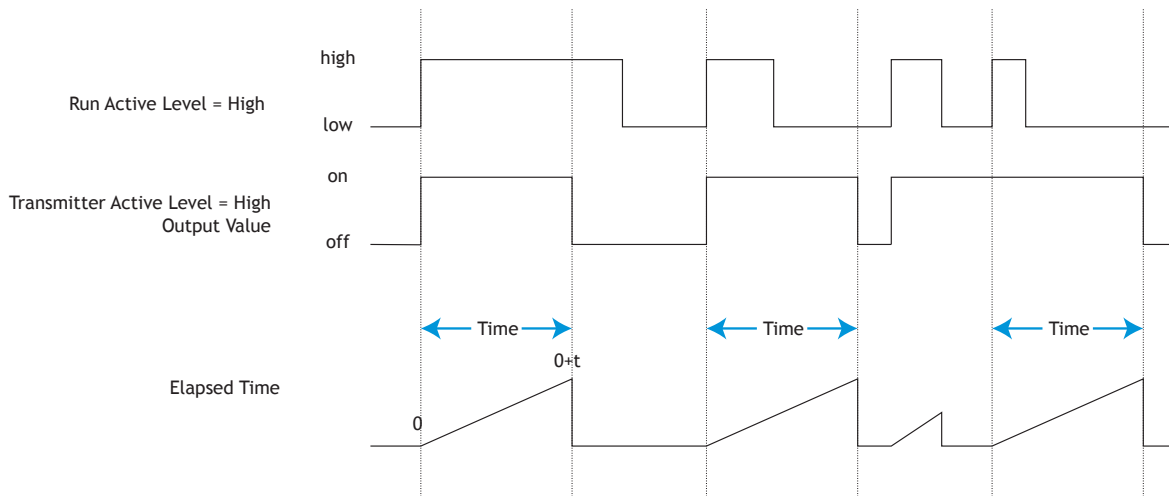 high
Run Active Level = High
low
on
Transmitter Active Level = High
Output Value
off
Time Time Time
0+t
Elapsed Time
0